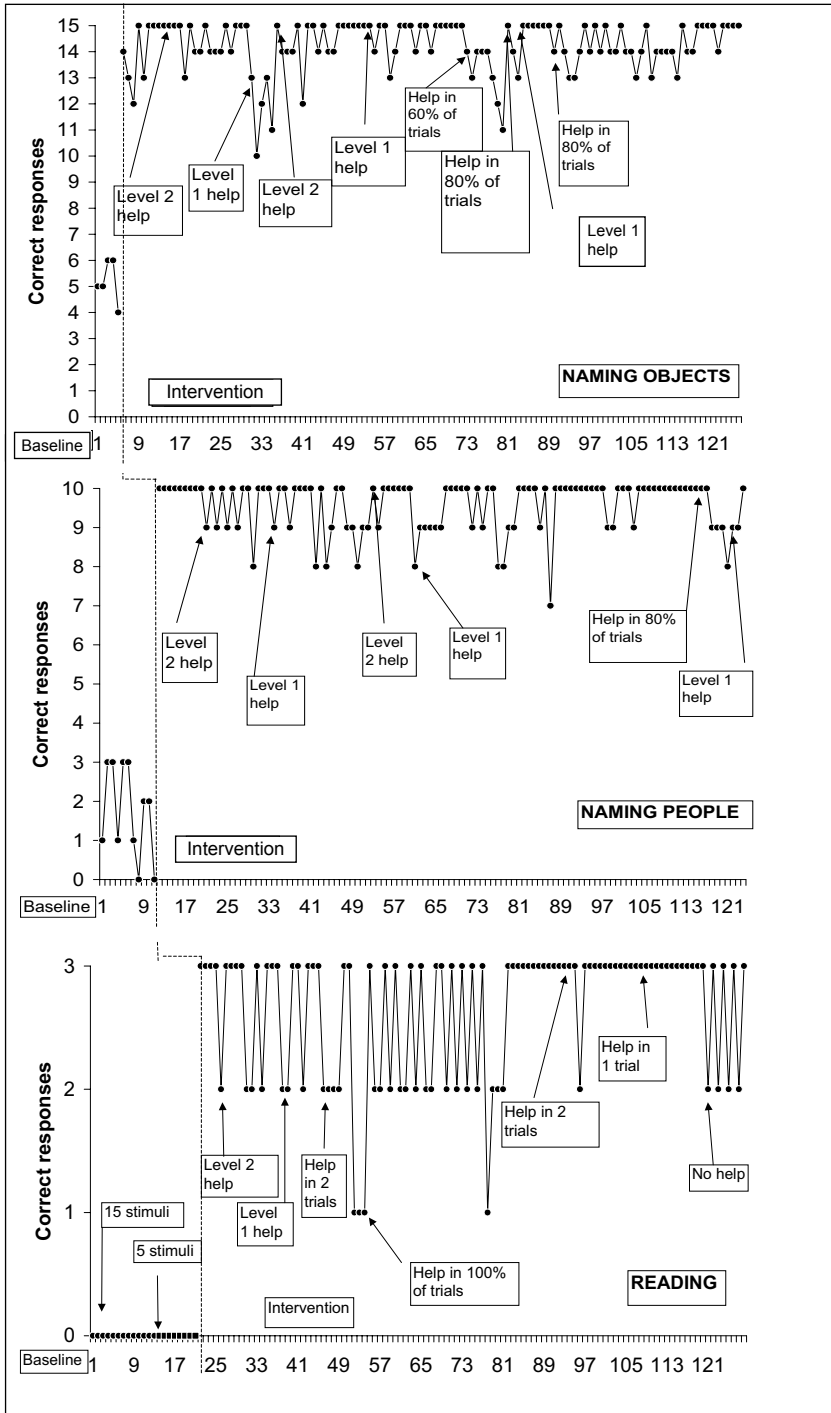 15
14
13
12
11
10
9
8
7
6
5
4
3
2
1
0
Correct responses
Level 2
help
Level
1 help
Level 2
help
Level 1
help
Help in
60% of
trials
Help in
80% of
trials
Help in
80% of
trials
Level 1
help
Intervention
NAMING OBJECTS
Baseline
1 9 17 25 33 41 49 57 65 73 81 89 97 105 113 121
10
9
8
7
6
5
4
3
2
1
0
Correct responses
Level
2 help
Level 1
help
Level
2 help
Level 1
help
Help in 80%
of trials
Level 1
help
Intervention
NAMING PEOPLE
Baseline
1 9 17 25 33 41 49 57 65 73 81 89 97 105 113 121
3
2
1
0
Correct responses
15 stimuli
5 stimuli
Level 2
help
Level
1 help
Help
in 2
trials
Help in 100%
of trials
Help in 2
trials
Help in
1 trial
No help
Intervention
READING
Baseline
1 9 17 25 33 41 49 57 65 73 81 89 97 105 113 121